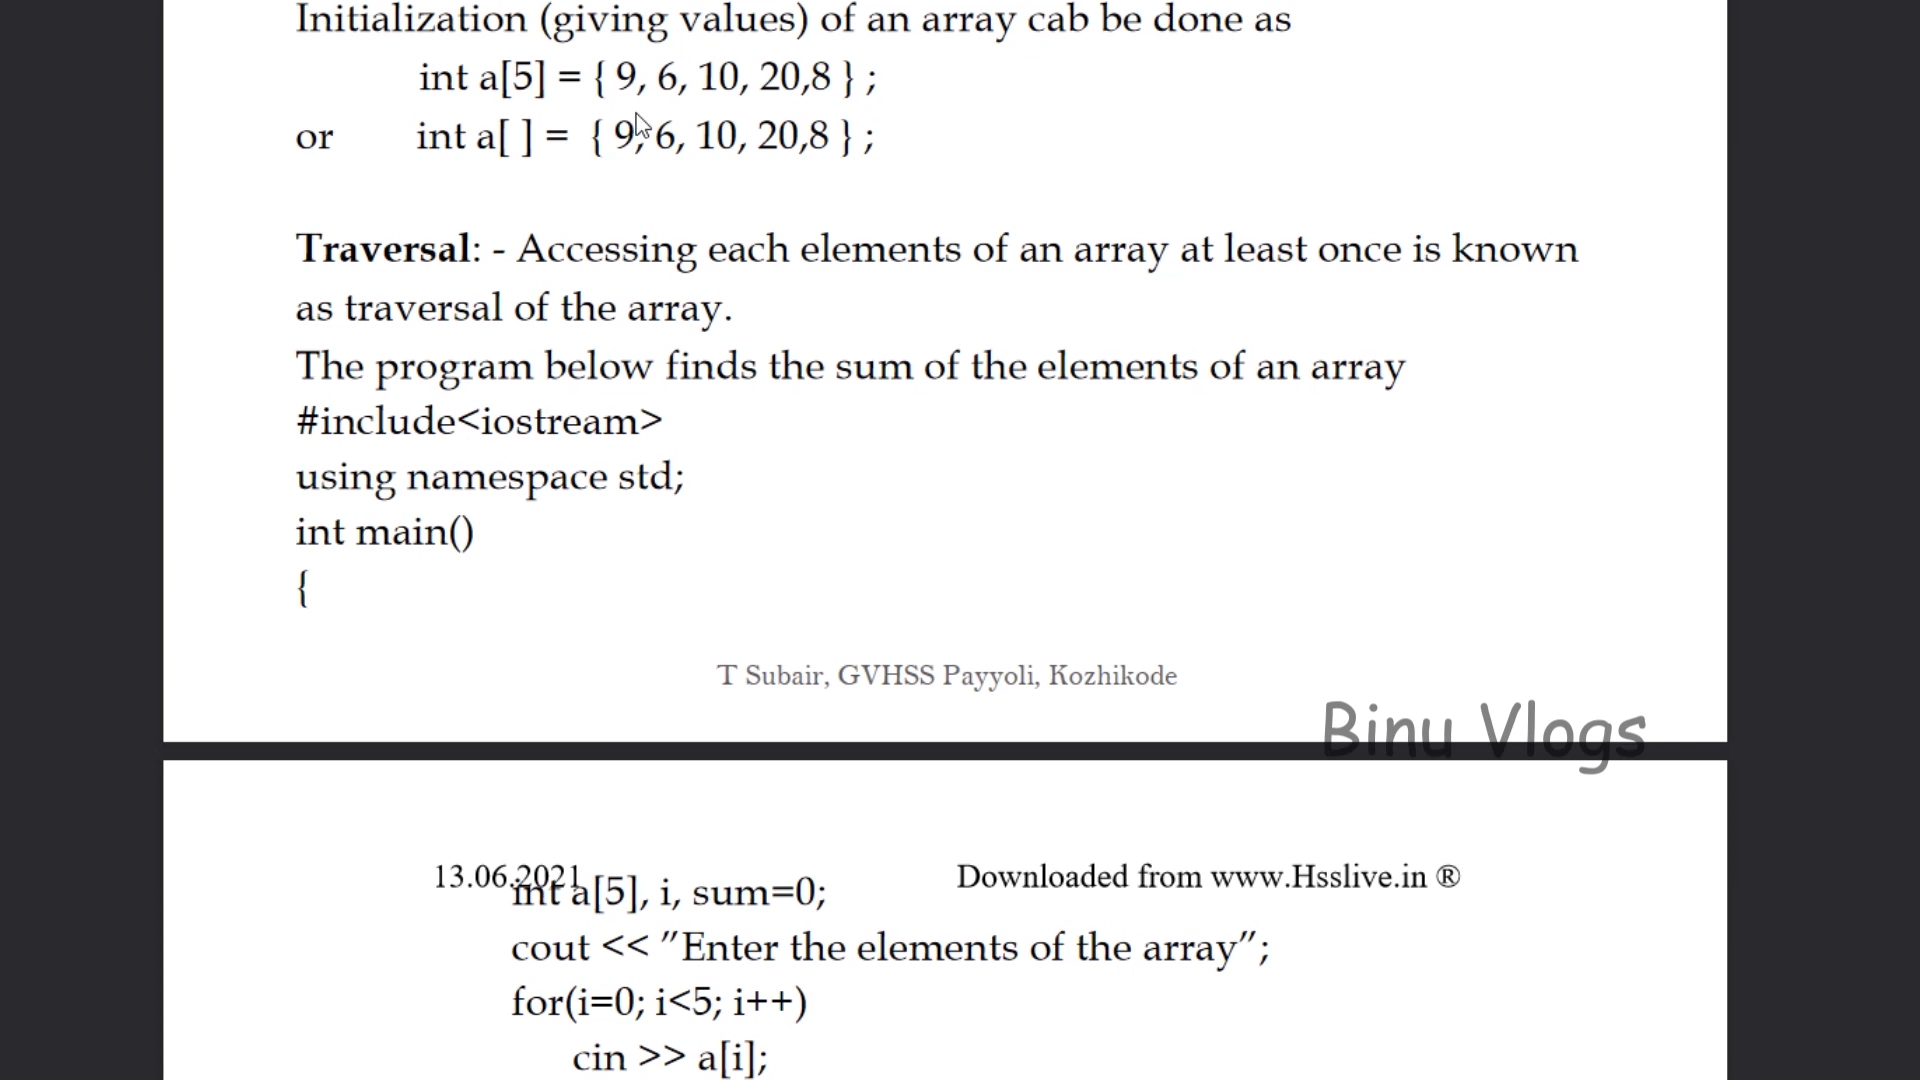 Initialization (giving values) of an array cab be done as
int a[5] = { 9, 6, 10, 20,8 } ;
or int a[ ] = { 9, 6, 10, 20,8 } ;
Traversal: - Accessing each elements of an array at least once is known
as traversal of the array.
The program below finds the sum of the elements of an array
#include<iostream>
using namespace std;
int main()
{
T Subair, GVHSS Payyoli, Kozhikode
Binu Vlogs
13.06.2021 Downloaded from www.Hsslive.in ®
int a[5], i, sum=0;
cout << ″Enter the elements of the array″;
for(i=0; i<5; i++)
cin >> a[i];